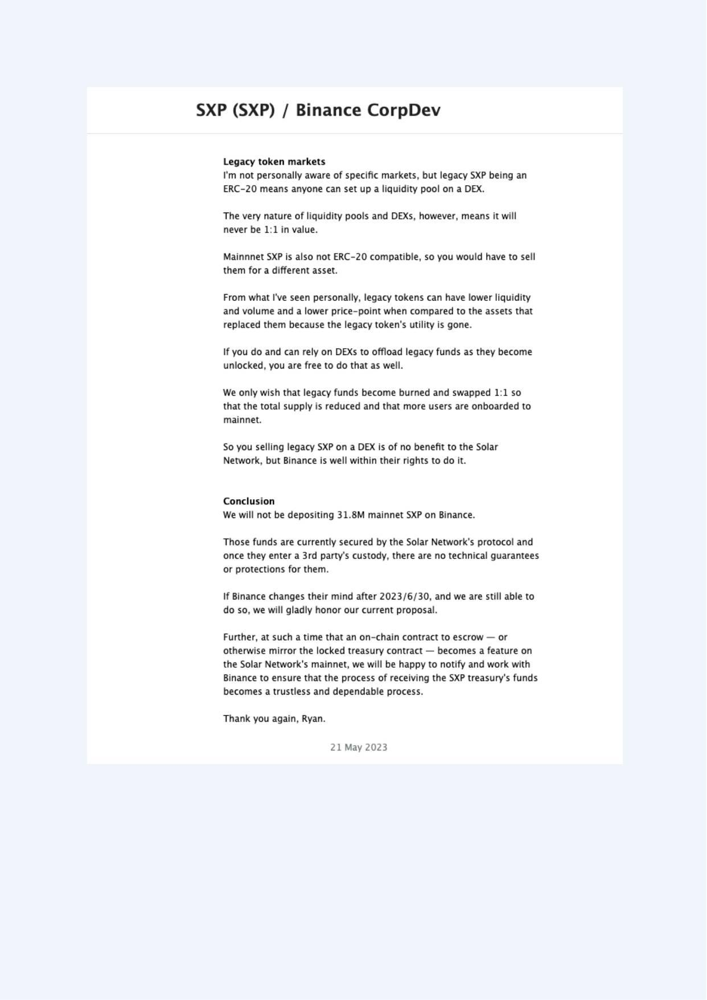 SXP (SXP) / Binance CorpDev
Legacy token markets
I'm not personally aware of specific markets, but legacy SXP being an
ERC-20 means anyone can set up a liquidity pool on a DEX.
The very nature of liquidity pools and DEXs, however, means it will
never be 1:1 in value.
Mainnnet SXP is also not ERC-20 compatible, so you would have to sell
them for a different asset.
From what I've seen personally, legacy tokens can have lower liquidity
and volume and a lower price-point when compared to the assets that
replaced them because the legacy token's utility is gone.
If you do and can rely on DEXs to offload legacy funds as they become
unlocked, you are free to do that as well.
We only wish that legacy funds become burned and swapped 1:1 so
that the total supply is reduced and that more users are onboarded to
mainnet.
So you selling legacy SXP on a DEX is of no benefit to the Solar
Network, but Binance is well within their rights to do it.
Conclusion
We will not be depositing 31.8M mainnet SXP on Binance.
Those funds are currently secured by the Solar Network's protocol and
once they enter a 3rd party's custody, there are no technical guarantees
or protections for them.
If Binance changes their mind after 2023/6/30, and we are still able to
do so, we will gladly honor our current proposal.
Further, at such a time that an on-chain contract to escrow — or
otherwise mirror the locked treasury contract — becomes a feature on
the Solar Network's mainnet, we will be happy to notify and work with
Binance to ensure that the process of receiving the SXP treasury's funds
becomes a trustless and dependable process.
Thank you again, Ryan.
21 May 2023